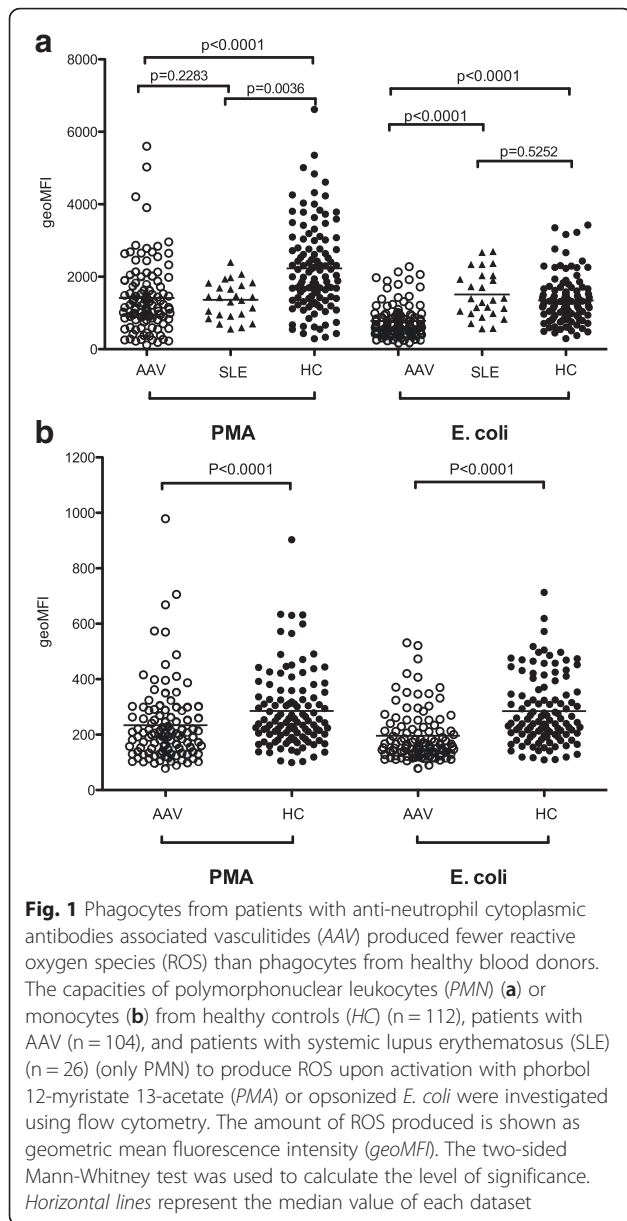 a
p<0.0001
p=0.2283
p=0.0036
p<0.0001
p<0.0001
p=0.5252
geoMFI
8000
6000
4000
2000
0
AAV SLE HC AAV SLE HC
PMA E. coli
b
P<0.0001 P<0.0001
geoMFI
1200
1000
800
600
400
200
0
AAV HC AAV HC
PMA E. coli
Fig. 1 Phagocytes from patients with anti-neutrophil cytoplasmic
antibodies associated vasculitides (AAV) produced fewer reactive
oxygen species (ROS) than phagocytes from healthy blood donors.
The capacities of polymorphonuclear leukocytes (PMN) (a) or
monocytes (b) from healthy controls (HC) (n = 112), patients with
AAV (n = 104), and patients with systemic lupus erythematosus (SLE)
(n = 26) (only PMN) to produce ROS upon activation with phorbol
12-myristate 13-acetate (PMA) or opsonized E. coli were investigated
using flow cytometry. The amount of ROS produced is shown as
geometric mean fluorescence intensity (geoMFI). The two-sided
Mann-Whitney test was used to calculate the level of significance.
Horizontal lines represent the median value of each dataset